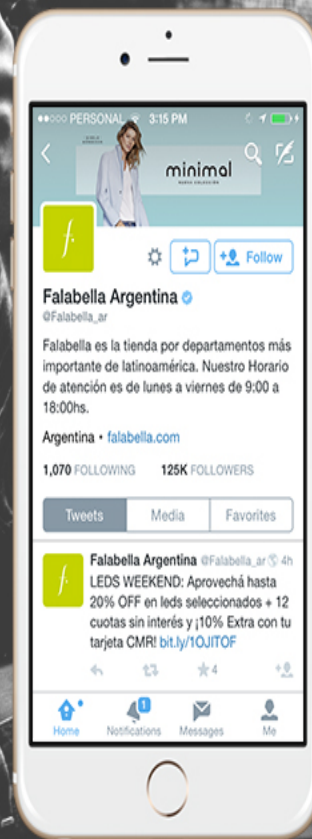 PERSONAL 3:15 PM
minimal
NUEVA COLECCIÓN
f.
Follow
Falabella Argentina
@Falabella_ar
Falabella es la tienda por departamentos más
importante de latinoamérica. Nuestro Horario
de atención es de lunes a viernes de 9:00 a
18:00hs.
Argentina • falabella.com
1,070 FOLLOWING 125K FOLLOWERS
Tweets Media Favorites
f.
Falabella Argentina @Falabella_ar 4h
LEDS WEEKEND: Aprovechá hasta
20% OFF en leds seleccionados + 12
cuotas sin interés y ¡10% Extra con tu
tarjeta CMR! bit.ly/1OJITOF
4
1
Home Notifications Messages Me